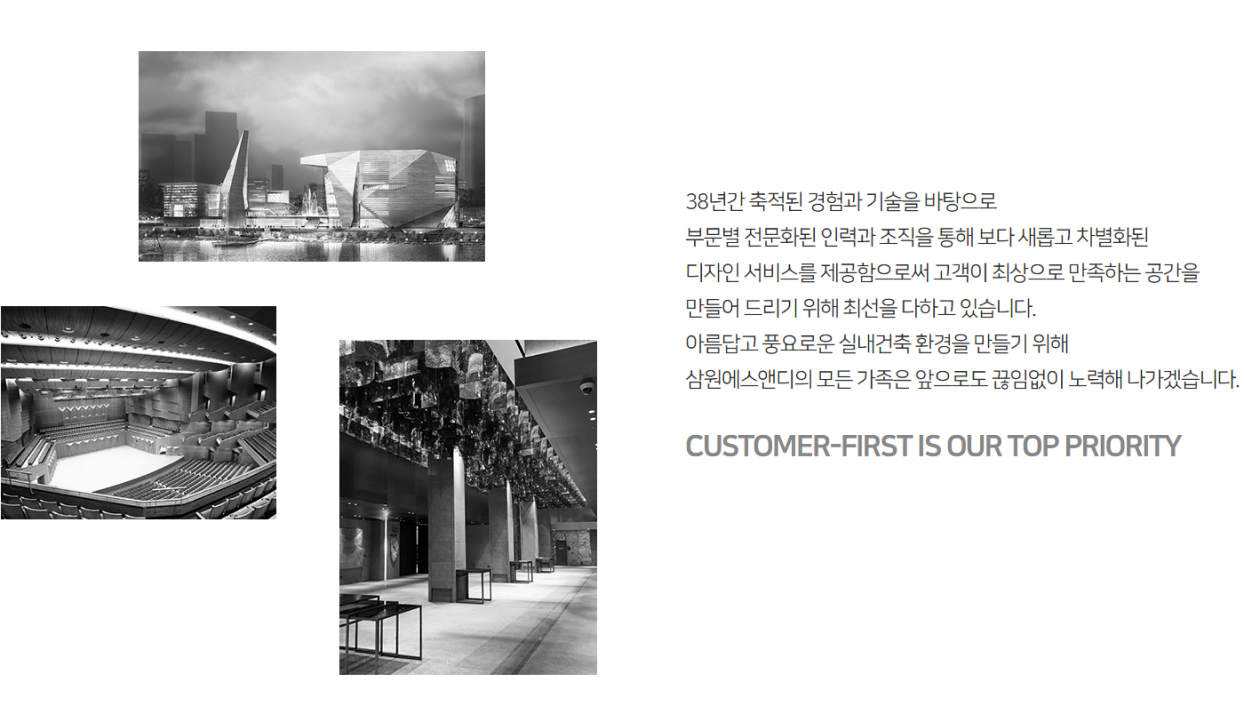 38년간 축적된 경험과 기술을 바탕으로
부문별 전문화된 인력과 조직을 통해 보다 새롭고 차별화된
디자인 서비스를 제공함으로써 고객이 최상으로 만족하는 공간을
만들어 드리기 위해 최선을 다하고 있습니다.
아름답고 풍요로운 실내건축 환경을 만들기 위해
삼원에스앤디의 모든 가족은 앞으로도 끊임없이 노력해 나가겠습니다.
CUSTOMER-FIRST IS OUR TOP PRIORITY